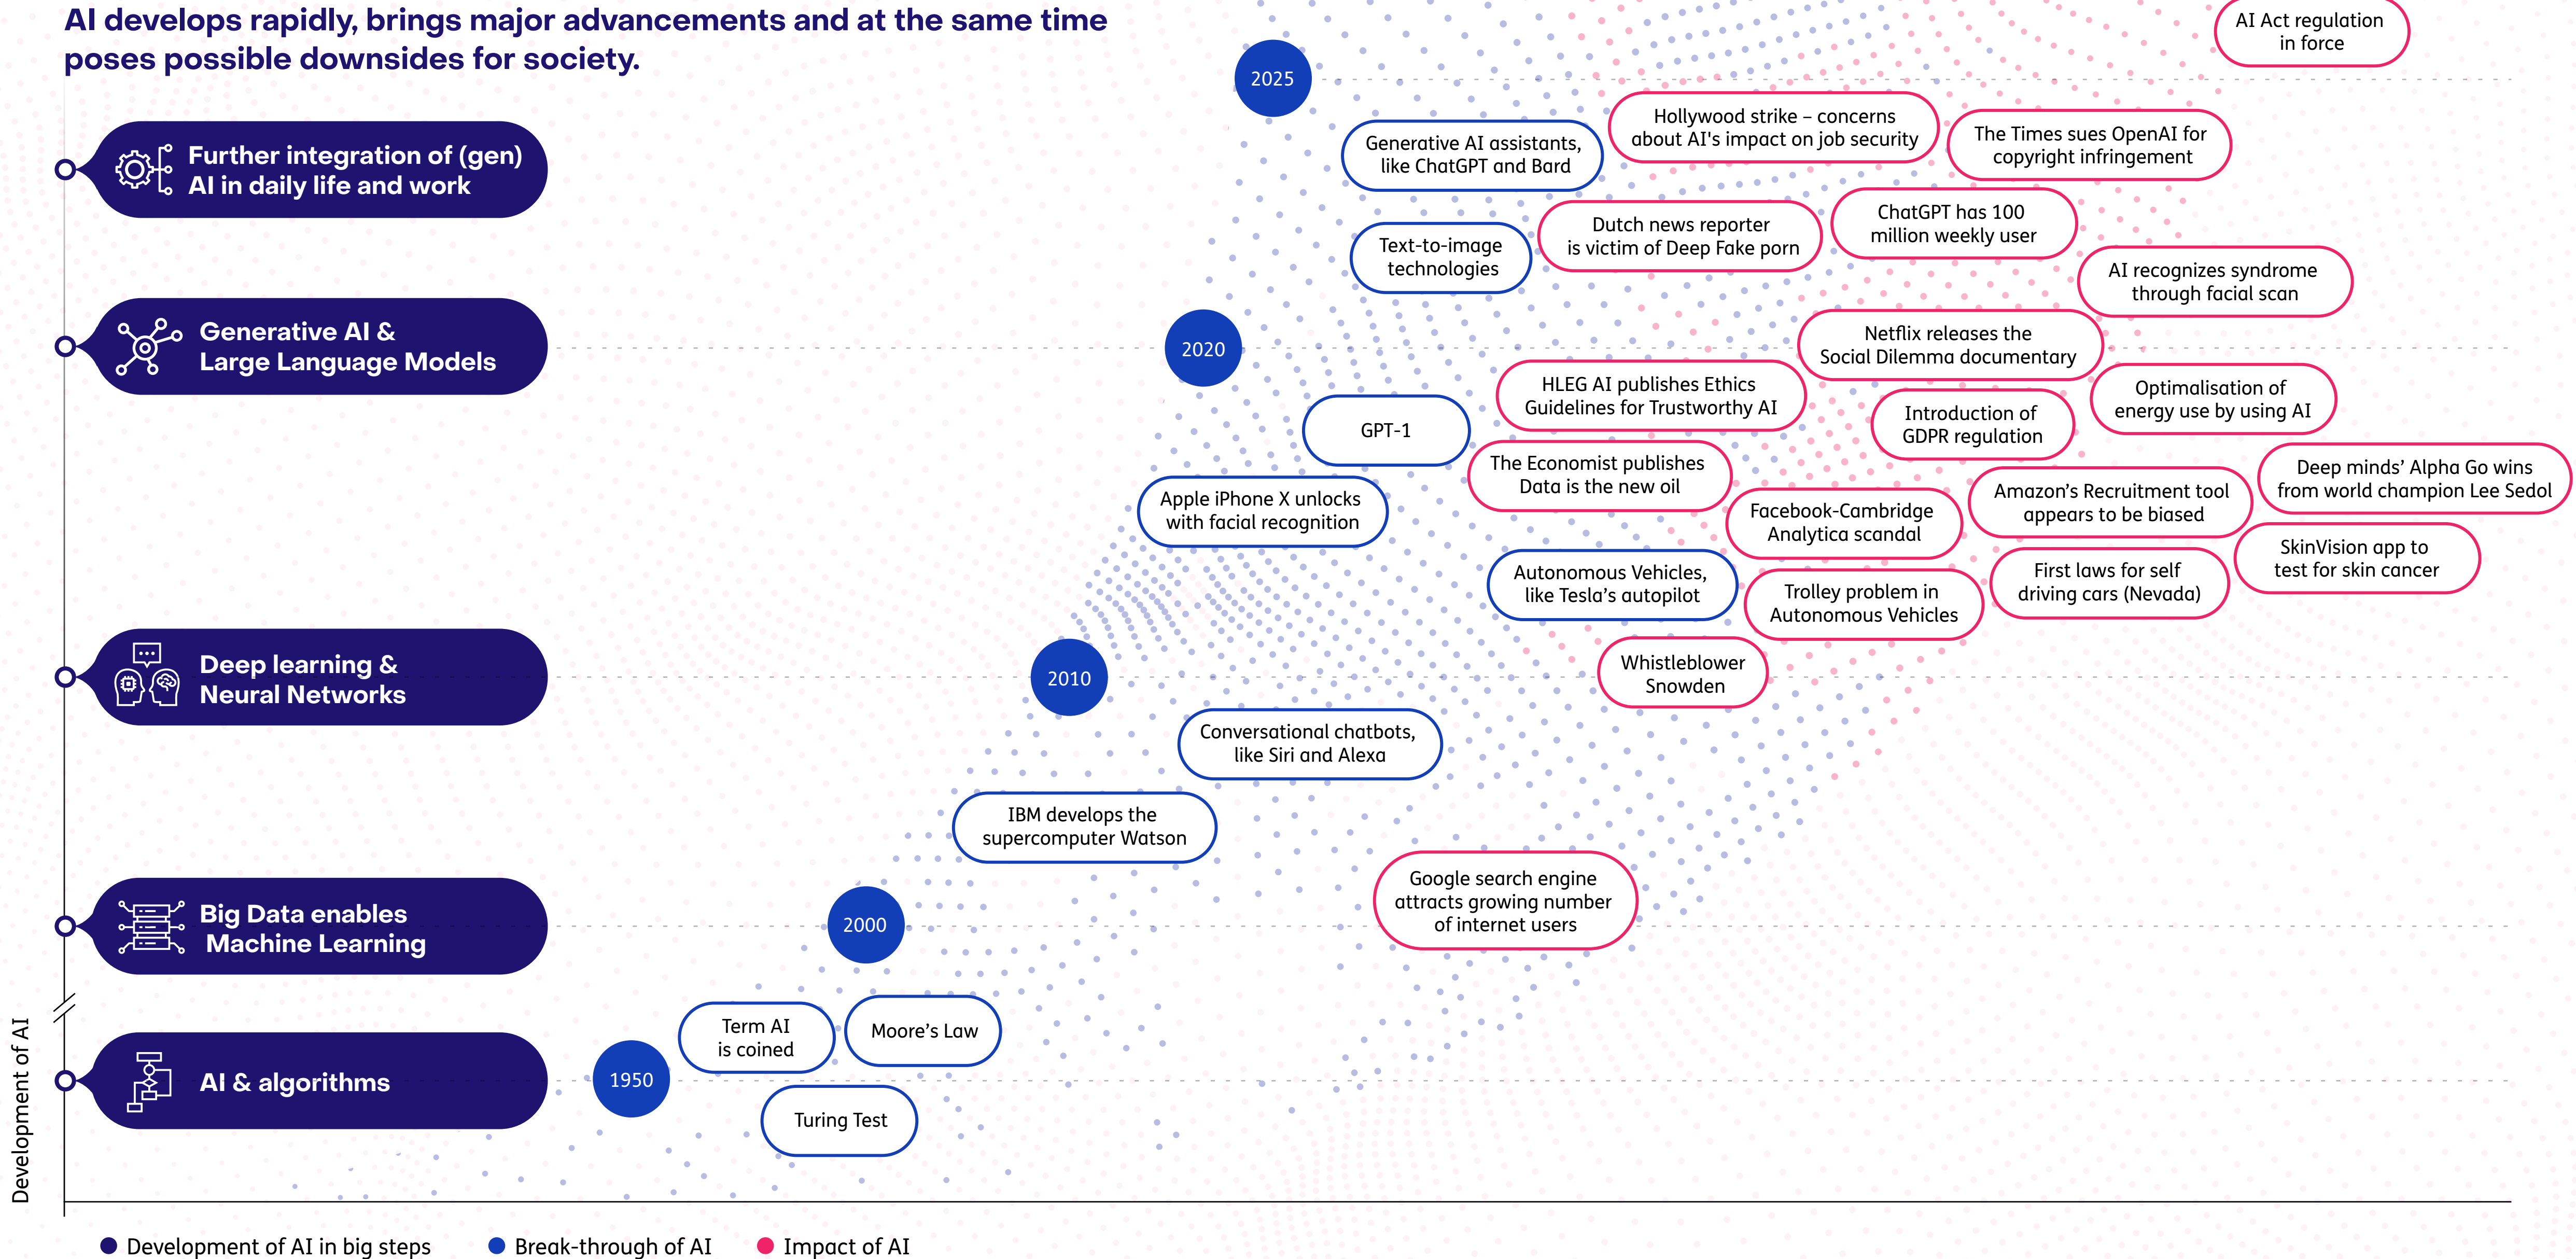 AI develops rapidly, brings major advancements and at the same time
poses possible downsides for society.
AI Act regulation
in force
2025
Further integration of (gen)
AI in daily life and work
Generative AI assistants,
like ChatGPT and Bard
Hollywood strike – concerns
about AI's impact on job security
The Times sues OpenAI for
copyright infringement
Text-to-image
technologies
Dutch news reporter
is victim of Deep Fake porn
ChatGPT has 100
million weekly user
AI recognizes syndrome
through facial scan
Generative AI &
Large Language Models
2020
Netflix releases the
Social Dilemma documentary
HLEG AI publishes Ethics
Guidelines for Trustworthy AI
Optimalisation of
energy use by using AI
GPT-1
Introduction of
GDPR regulation
The Economist publishes
Data is the new oil
Deep minds’ Alpha Go wins
from world champion Lee Sedol
Apple iPhone X unlocks
with facial recognition
Facebook-Cambridge
Analytica scandal
Amazon’s Recruitment tool
appears to be biased
SkinVision app to
test for skin cancer
Autonomous Vehicles,
like Tesla’s autopilot
Trolley problem in
Autonomous Vehicles
First laws for self
driving cars (Nevada)
Deep learning &
Neural Networks
2010
Whistleblower
Snowden
Conversational chatbots,
like Siri and Alexa
IBM develops the
supercomputer Watson
Google search engine
attracts growing number
of internet users
Big Data enables
Machine Learning
2000
Term AI
is coined
Moore’s Law
AI & algorithms
1950
Turing Test
Development of AI
Development of AI in big steps
Break-through of AI
Impact of AI